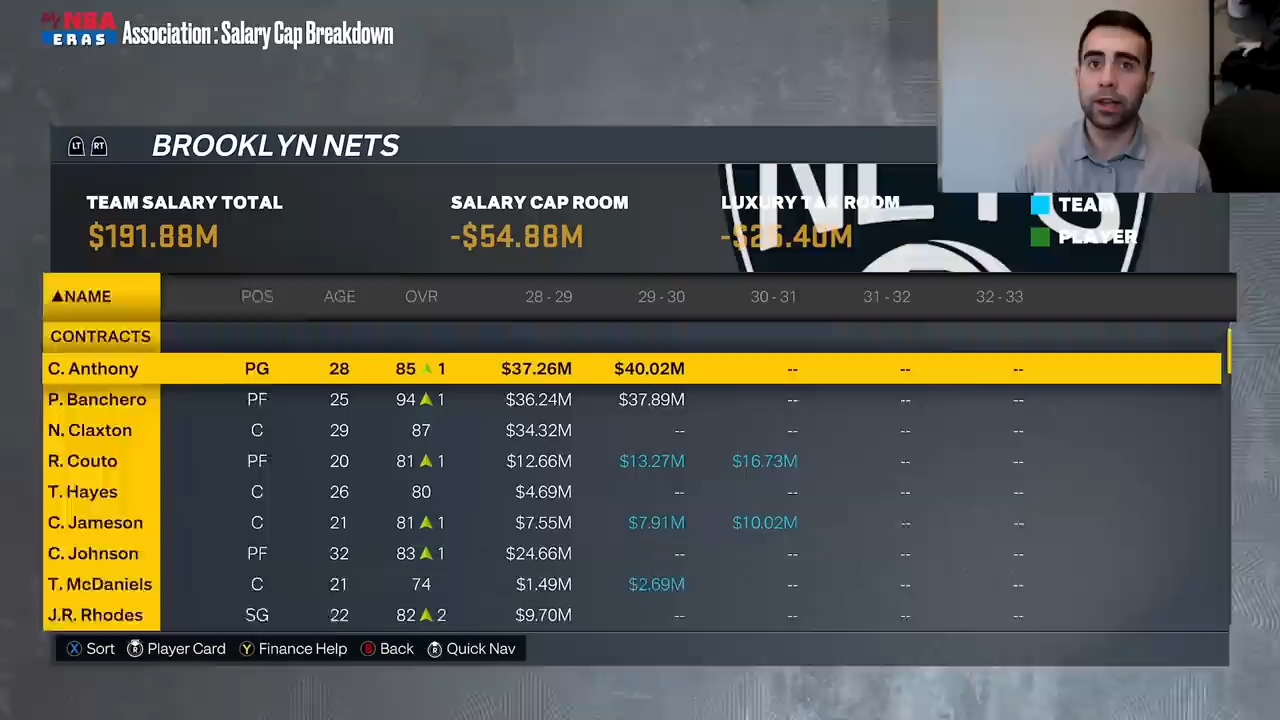 My NBA
ERAS
Association : Salary Cap Breakdown
LT RT BROOKLYN NETS
TEAM SALARY TOTAL SALARY CAP ROOM LUXURY TAX ROOM TEAM
$191.88M -$54.88M -$25.40M PLAYER
NETS
▲NAME POS AGE OVR 28 - 29 29 - 30 30 - 31 31 - 32 32 - 33
CONTRACTS
C. Anthony PG 28 85 ▲ 1 $37.26M $40.02M -- -- --
P. Banchero PF 25 94 ▲ 1 $36.24M $37.89M -- -- --
N. Claxton C 29 87 $34.32M -- -- -- --
R. Couto PF 20 81 ▲ 1 $12.66M $13.27M $16.73M -- --
T. Hayes C 26 80 $4.69M -- -- -- --
C. Jameson C 21 81 ▲ 1 $7.55M $7.91M $10.02M -- --
C. Johnson PF 32 83 ▲ 1 $24.66M -- -- -- --
T. McDaniels C 21 74 $1.49M $2.69M -- -- --
J.R. Rhodes SG 22 82 ▲ 2 $9.70M -- -- -- --
X Sort R Player Card Y Finance Help B Back R Quick Nav